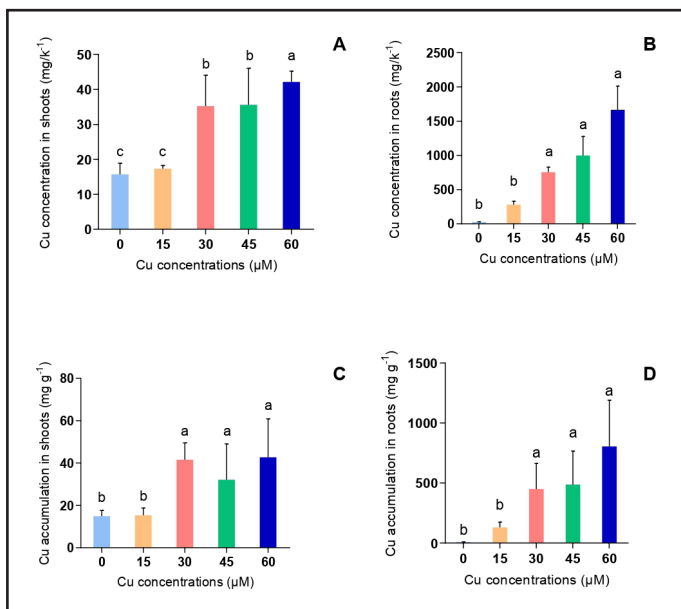 A
Cu concentration in shoots (mg/k⁻¹)
50
40
30
20
10
0
c
c
b
b
a
0 15 30 45 60
Cu concentrations (µM)
B
Cu concentration in roots (mg/k⁻¹)
2500
2000
1500
1000
500
0
b
b
a
a
a
0 15 30 45 60
Cu concentrations (µM)
C
Cu accumulation in shoots (mg g⁻¹)
80
60
40
20
0
b
b
a
a
a
0 15 30 45 60
Cu concentrations (µM)
D
Cu accumulation in roots (mg g⁻¹)
1500
1000
500
0
b
b
a
a
a
0 15 30 45 60
Cu concentrations (µM)